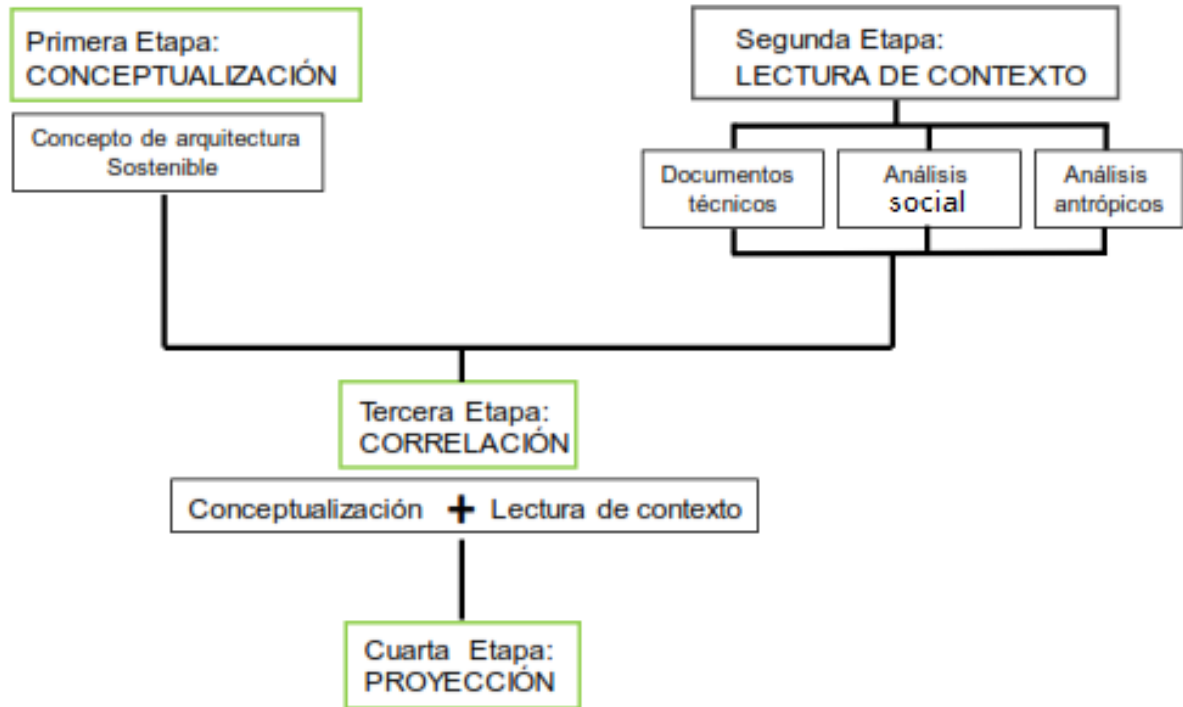 Primera Etapa:
CONCEPTUALIZACIÓN
Concepto de arquitectura
Sostenible
Segunda Etapa:
LECTURA DE CONTEXTO
Documentos
técnicos
Análisis
social
Análisis
antrópicos
Tercera Etapa:
CORRELACIÓN
Conceptualización + Lectura de contexto
Cuarta Etapa:
PROYECCIÓN